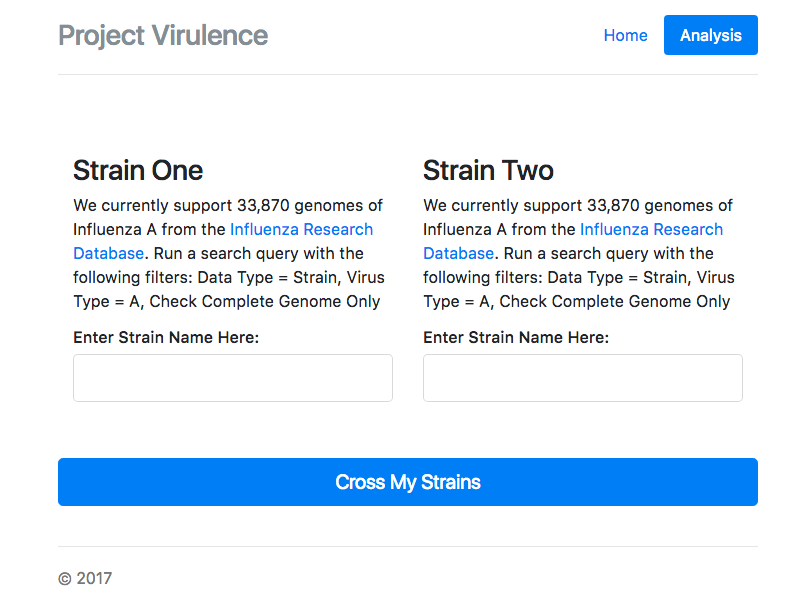 Project Virulence
Home
Analysis
Strain One
We currently support 33,870 genomes of
Influenza A from the Influenza Research
Database. Run a search query with the
following filters: Data Type = Strain, Virus
Type = A, Check Complete Genome Only
Enter Strain Name Here:
Strain Two
We currently support 33,870 genomes of
Influenza A from the Influenza Research
Database. Run a search query with the
following filters: Data Type = Strain, Virus
Type = A, Check Complete Genome Only
Enter Strain Name Here:
Cross My Strains
© 2017